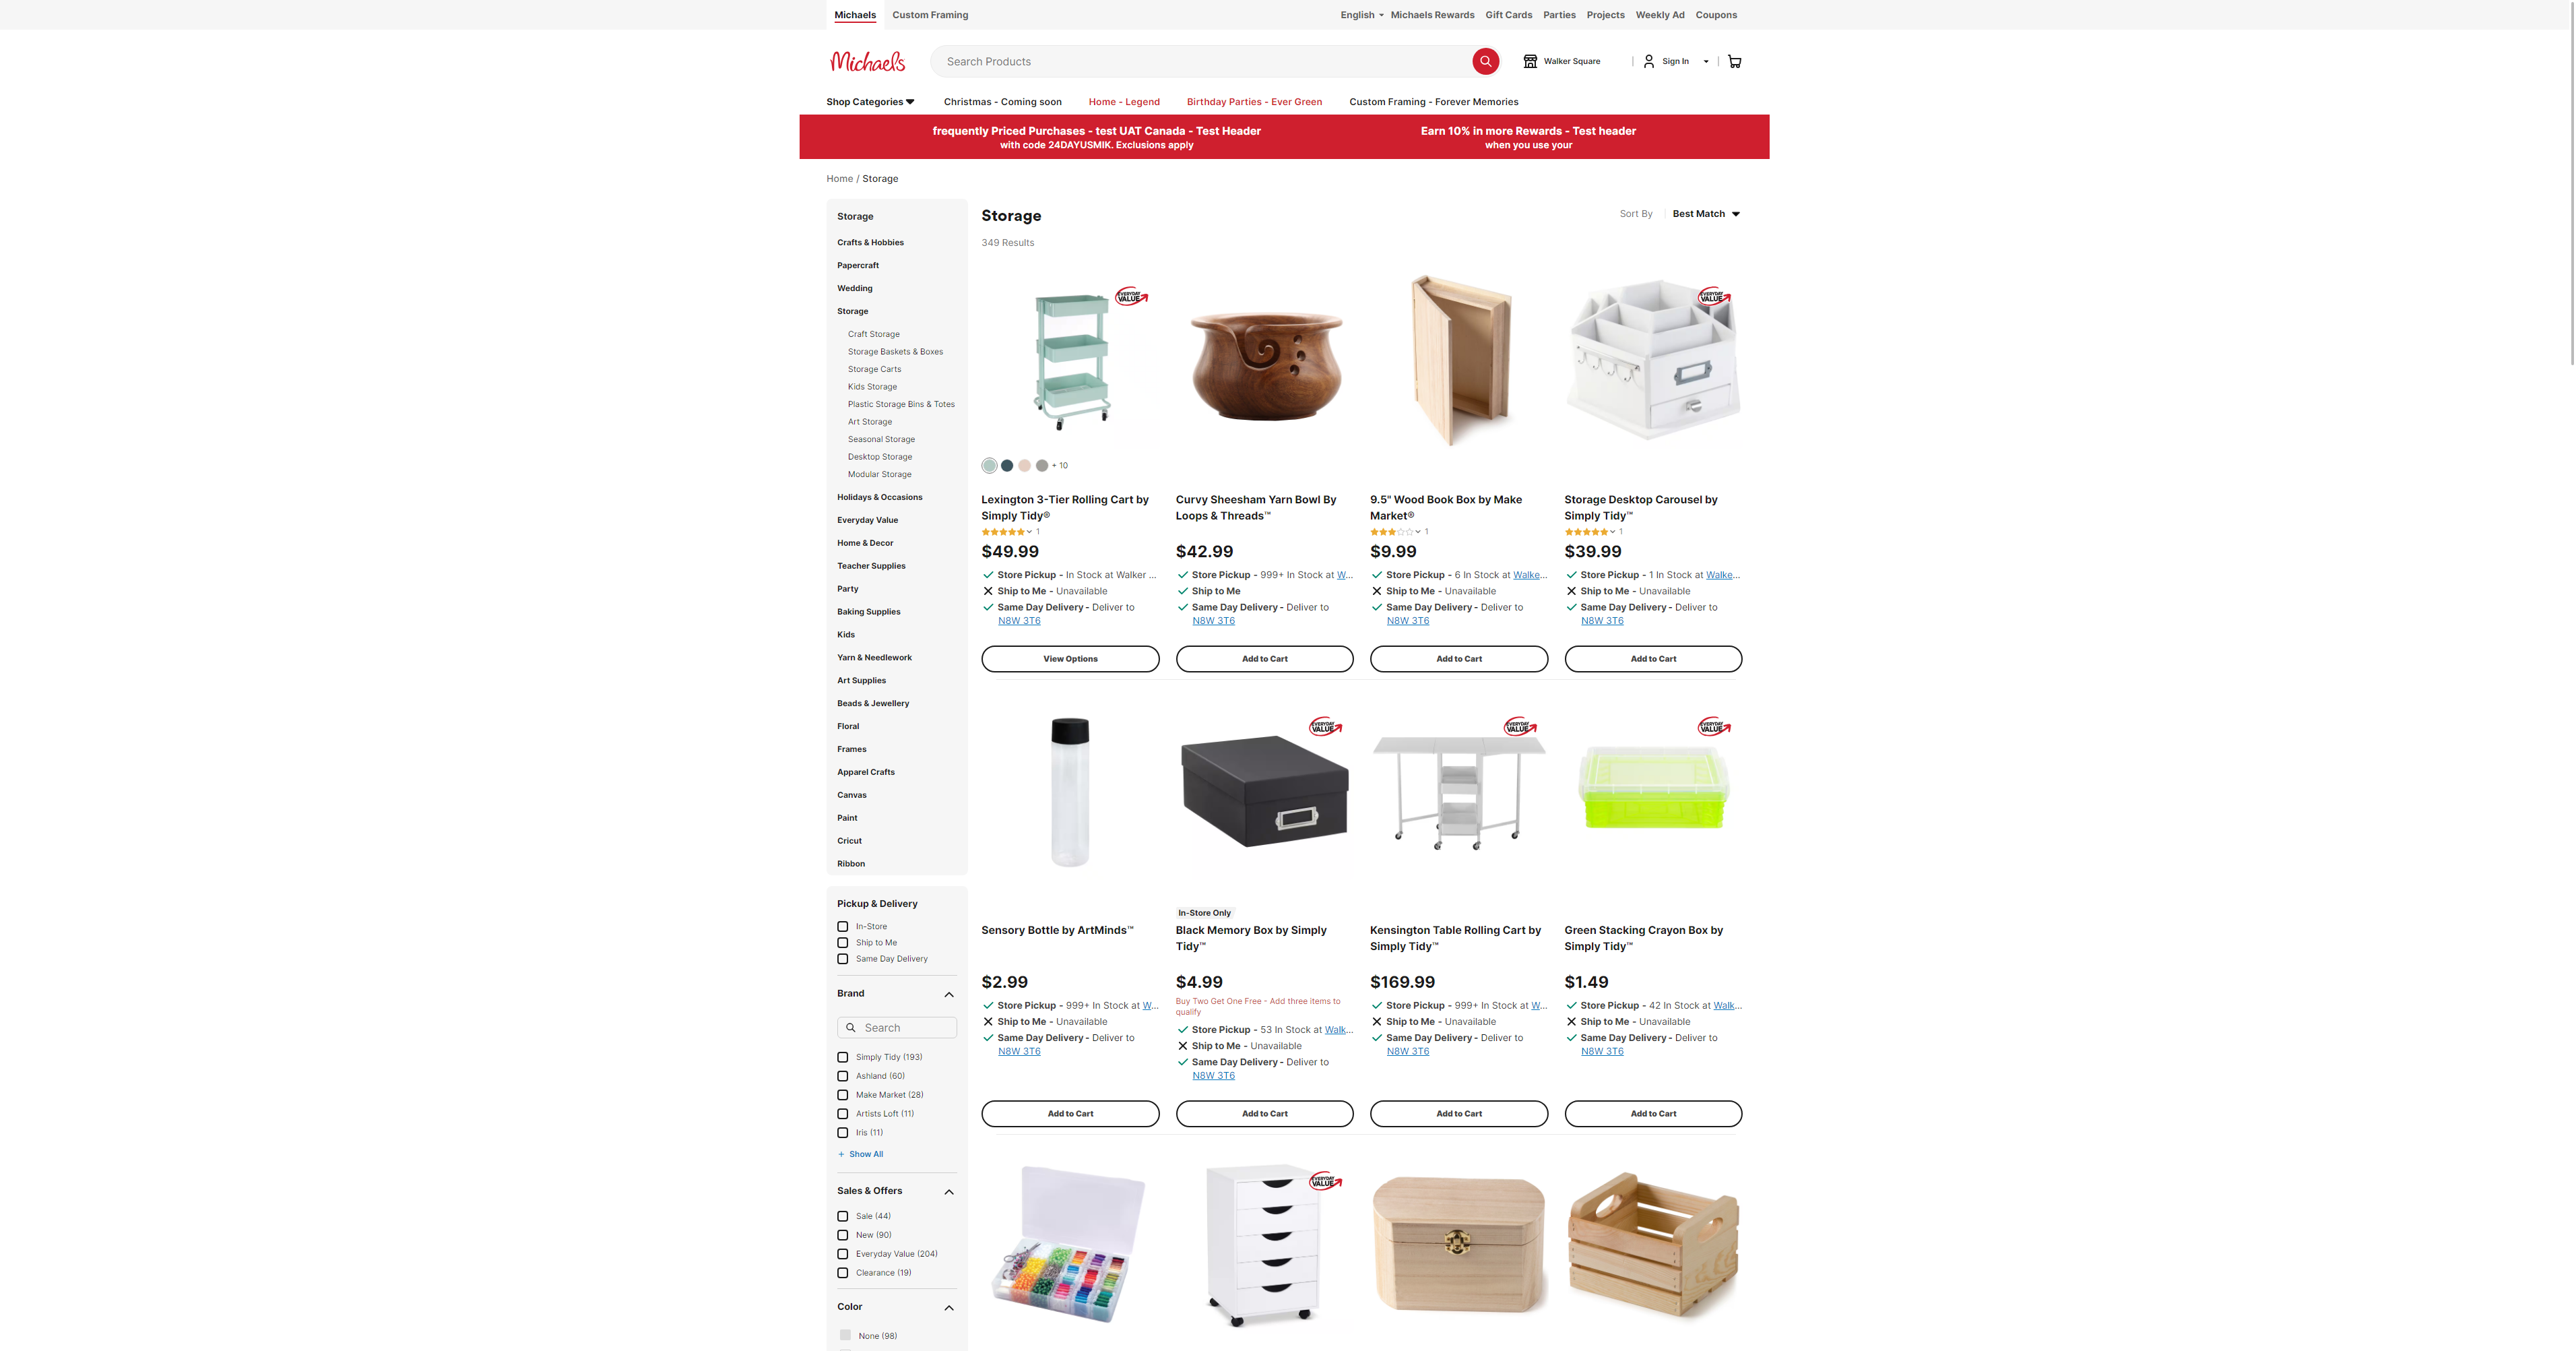 Michaels
Custom Framing
English
Michaels Rewards
Gift Cards
Parties
Projects
Weekly Ad
Coupons
Michaels
Search Products
Walker Square
Sign In
Shop Categories
Christmas - Coming soon
Home - Legend
Birthday Parties - Ever Green
Custom Framing - Forever Memories
frequently Priced Purchases - test UAT Canada - Test Header
with code 24DAYUSMIK. Exclusions apply
Earn 10% in more Rewards - Test header
when you use your
Home / Storage
Storage
Crafts & Hobbies
Papercraft
Wedding
Storage
Craft Storage
Storage Baskets & Boxes
Storage Carts
Kids Storage
Plastic Storage Bins & Totes
Art Storage
Seasonal Storage
Desktop Storage
Modular Storage
Holidays & Occasions
Everyday Value
Home & Decor
Teacher Supplies
Party
Baking Supplies
Kids
Yarn & Needlework
Art Supplies
Beads & Jewellery
Floral
Frames
Apparel Crafts
Canvas
Paint
Cricut
Ribbon
Pickup & Delivery
In-Store
Ship to Me
Same Day Delivery
Brand
Search
Simply Tidy (193)
Ashland (60)
Make Market (28)
Artists Loft (11)
Iris (11)
+ Show All
Sales & Offers
Sale (44)
New (90)
Everyday Value (204)
Clearance (19)
Color
None (98)
Storage
349 Results
Sort By
Best Match
EVERYDAY
VALUE
+ 10
Lexington 3-Tier Rolling Cart by
Simply Tidy®
1
$49.99
Store Pickup - In Stock at Walker ...
Ship to Me - Unavailable
Same Day Delivery - Deliver to
N8W 3T6
View Options
Curvy Sheesham Yarn Bowl By
Loops & Threads™
$42.99
Store Pickup - 999+ In Stock at W...
Ship to Me
Same Day Delivery - Deliver to
N8W 3T6
Add to Cart
9.5" Wood Book Box by Make
Market®
1
$9.99
Store Pickup - 6 In Stock at Walke...
Ship to Me - Unavailable
Same Day Delivery - Deliver to
N8W 3T6
Add to Cart
EVERYDAY
VALUE
Storage Desktop Carousel by
Simply Tidy™
1
$39.99
Store Pickup - 1 In Stock at Walke...
Ship to Me - Unavailable
Same Day Delivery - Deliver to
N8W 3T6
Add to Cart
Sensory Bottle by ArtMinds™
$2.99
Store Pickup - 999+ In Stock at W...
Ship to Me - Unavailable
Same Day Delivery - Deliver to
N8W 3T6
Add to Cart
EVERYDAY
VALUE
In-Store Only
Black Memory Box by Simply
Tidy™
$4.99
Buy Two Get One Free - Add three items to
qualify
Store Pickup - 53 In Stock at Walk...
Ship to Me - Unavailable
Same Day Delivery - Deliver to
N8W 3T6
Add to Cart
EVERYDAY
VALUE
Kensington Table Rolling Cart by
Simply Tidy™
$169.99
Store Pickup - 999+ In Stock at W...
Ship to Me - Unavailable
Same Day Delivery - Deliver to
N8W 3T6
Add to Cart
EVERYDAY
VALUE
Green Stacking Crayon Box by
Simply Tidy™
$1.49
Store Pickup - 42 In Stock at Walk...
Ship to Me - Unavailable
Same Day Delivery - Deliver to
N8W 3T6
Add to Cart
EVERYDAY
VALUE